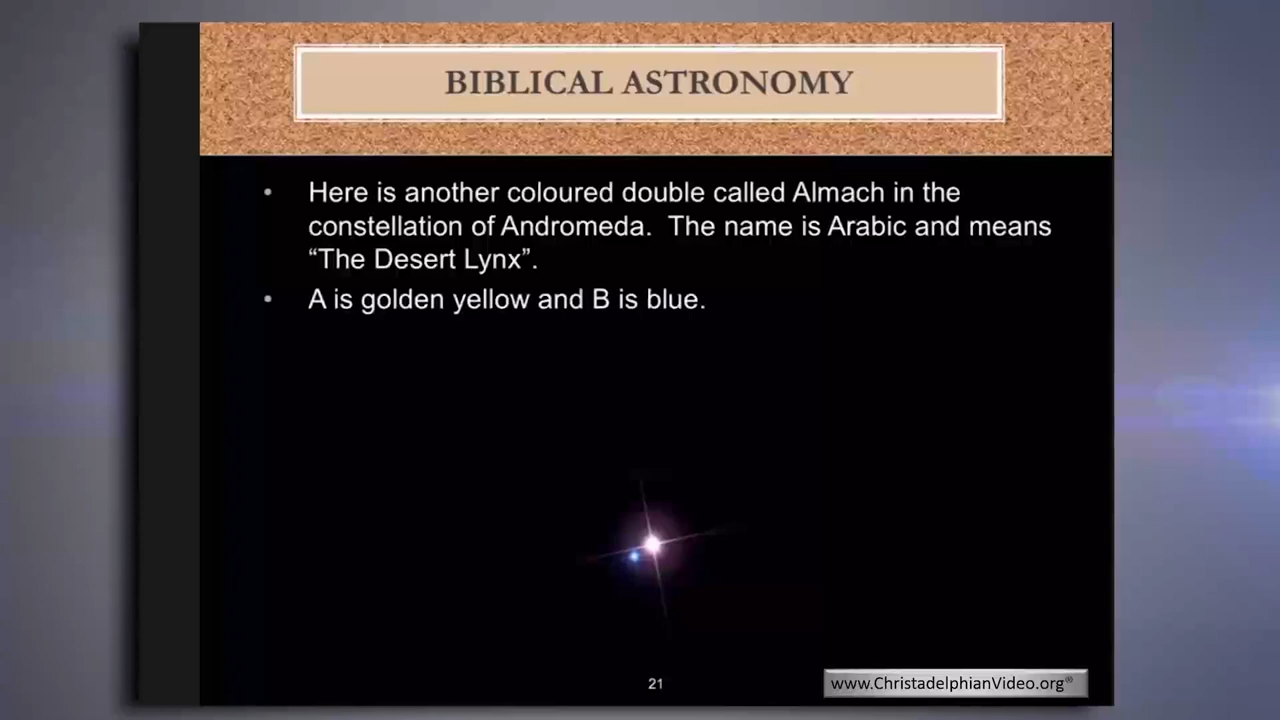 BIBLICAL ASTRONOMY
• Here is another coloured double called Almach in the
constellation of Andromeda.  The name is Arabic and means
“The Desert Lynx”.
• A is golden yellow and B is blue.
21
www.ChristadelphianVideo.org®